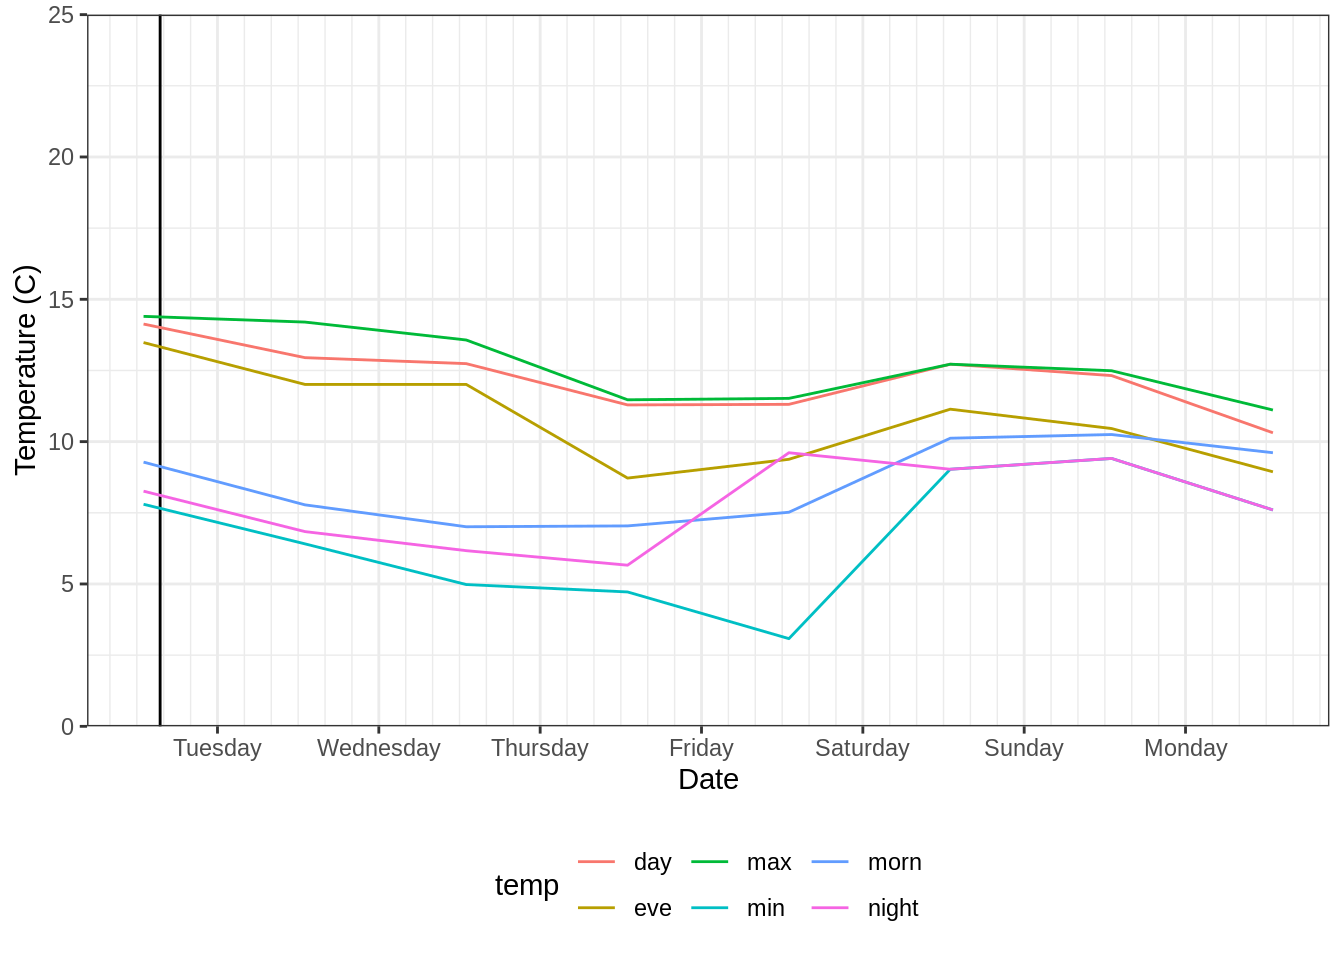 25
20
15
10
5
0
Temperature (C)
Tuesday Wednesday Thursday Friday Saturday Sunday Monday
Date
temp
day max morn
eve min night